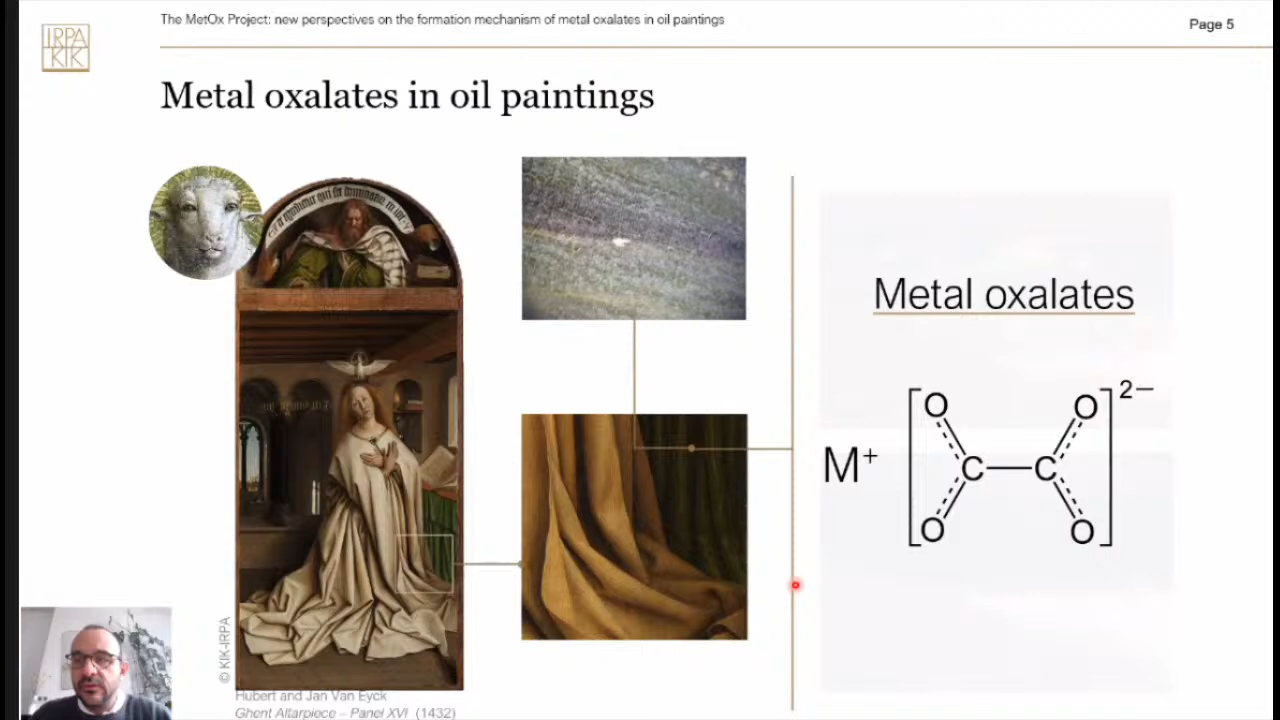 IRPA
KIK
The MetOx Project: new perspectives on the formation mechanism of metal oxalates in oil paintings
Page 5
Metal oxalates in oil paintings
Metal oxalates
M+
O O 2−
C C
O O
© KIK-IRPA
Hubert and Jan Van Eyck
Ghent Altarpiece – Panel XVI (1432)